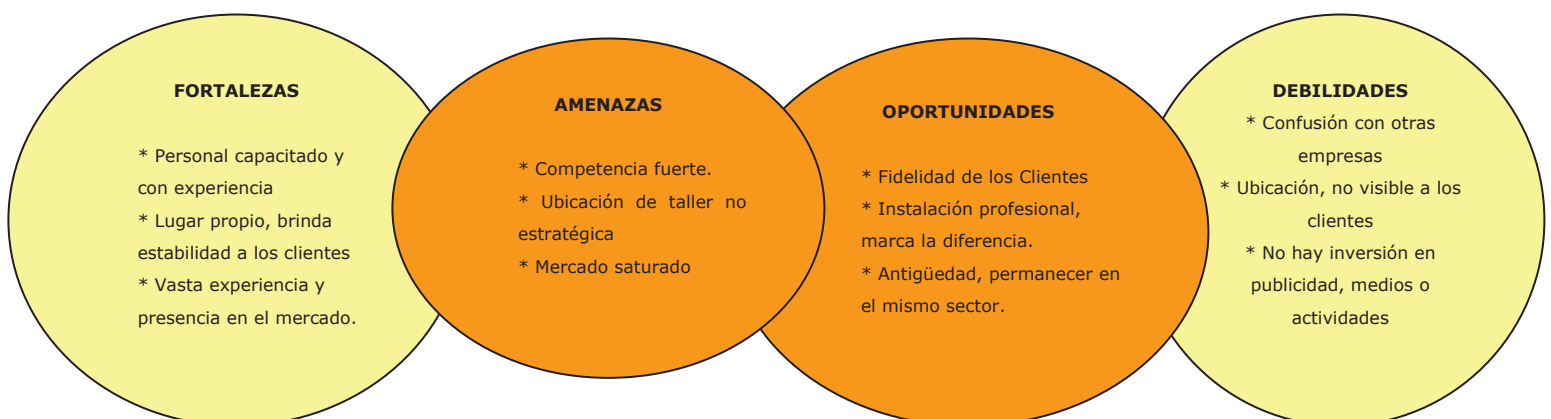 FORTALEZAS
* Personal capacitado y
con experiencia
* Lugar propio, brinda
estabilidad a los clientes
* Vasta experiencia y
presencia en el mercado.
AMENAZAS
* Competencia fuerte.
* Ubicación de taller no
estratégica
* Mercado saturado
OPORTUNIDADES
* Fidelidad de los Clientes
* Instalación profesional,
marca la diferencia.
* Antigüedad, permanecer en
el mismo sector.
DEBILIDADES
* Confusión con otras
empresas
* Ubicación, no visible a los
clientes
* No hay inversión en
publicidad, medios o
actividades